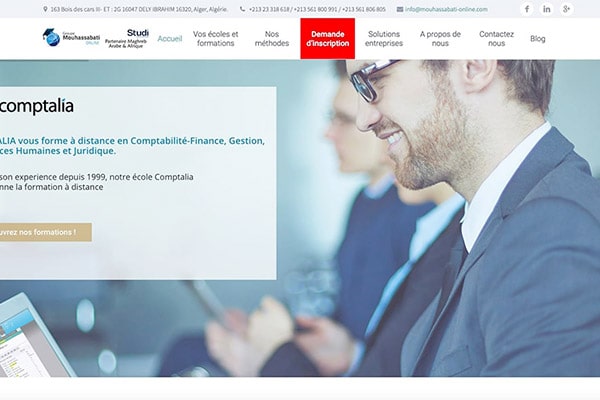 163 Bois des cars II- ET : 2G 16047 DELY IBRAHIM 16320, Alger, Algérie.
+213 23 318 618 / +213 561 800 991 / +213 561 806 805
info@mouhassabati-online.com
Groupe
Mouhassabati
ONLINE
Studi
Partenaire Maghreb
Arabe & Afrique
Accueil
Vos écoles et
formations
Nos
méthodes
Demande
d'inscription
Solutions
entreprises
A propos de
nous
Contactez
nous
Blog
comptalia
ALIA vous forme à distance en Comptabilité-Finance, Gestion,
ces Humaines et Juridique.
son experience depuis 1999, notre école Comptalia
nne la formation à distance
uvrez nos formations !